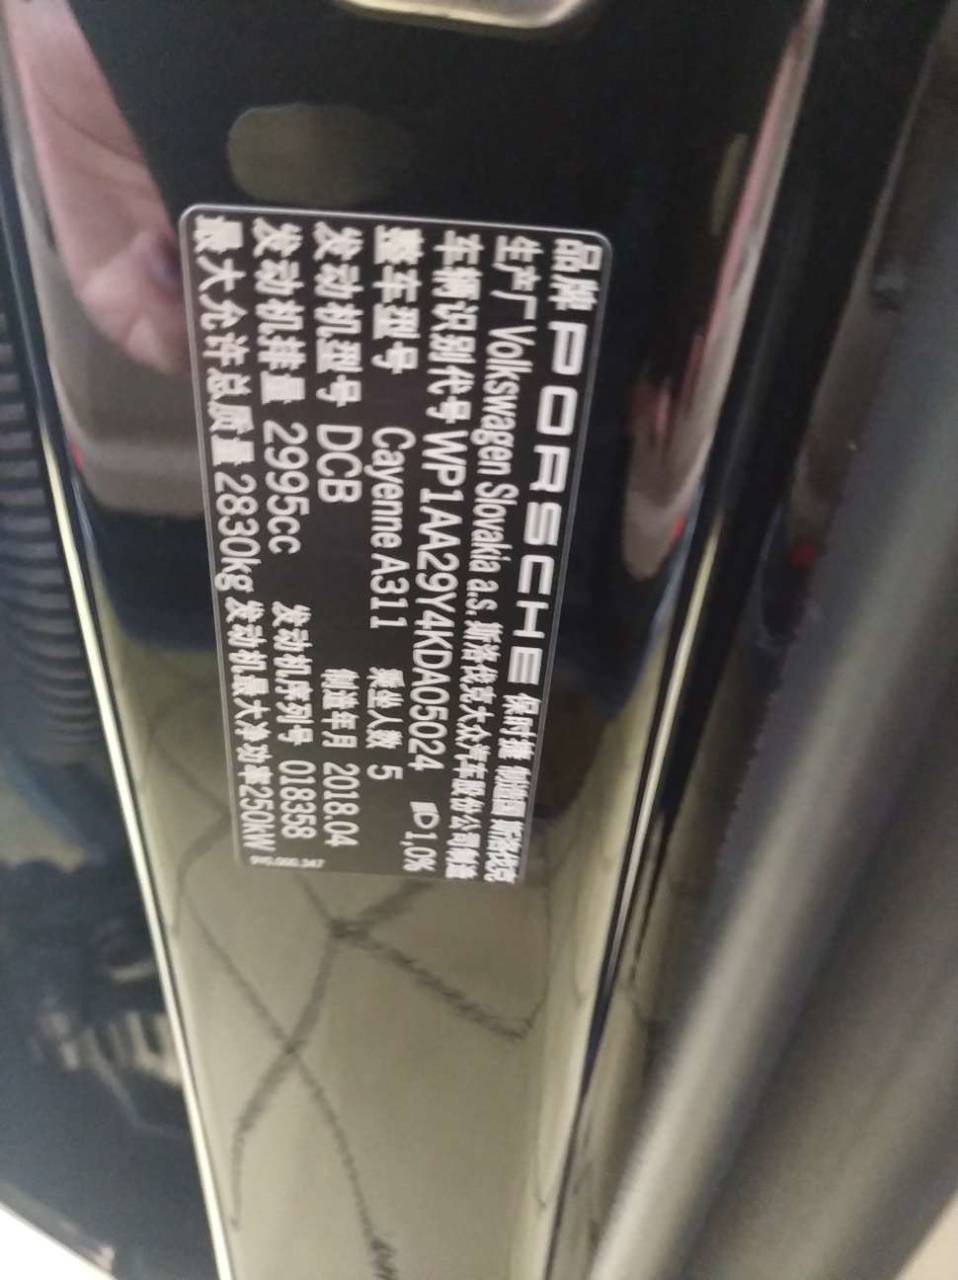 品牌 PORSCHE 保时捷 制造国 斯洛伐克
生产厂 Volkswagen Slovakia a.s. 斯洛伐克大众汽车股份公司制造
车辆识别代号 WP1AA29Y4KDA05024 1,0%
整车型号 Cayenne A311 乘坐人数 5
发动机型号 DCB 制造年月 2018.04
发动机排量 2995cc 发动机序列号 018358
最大允许总质量 2830kg 发动机最大净功率250kW
9Y0.000.347